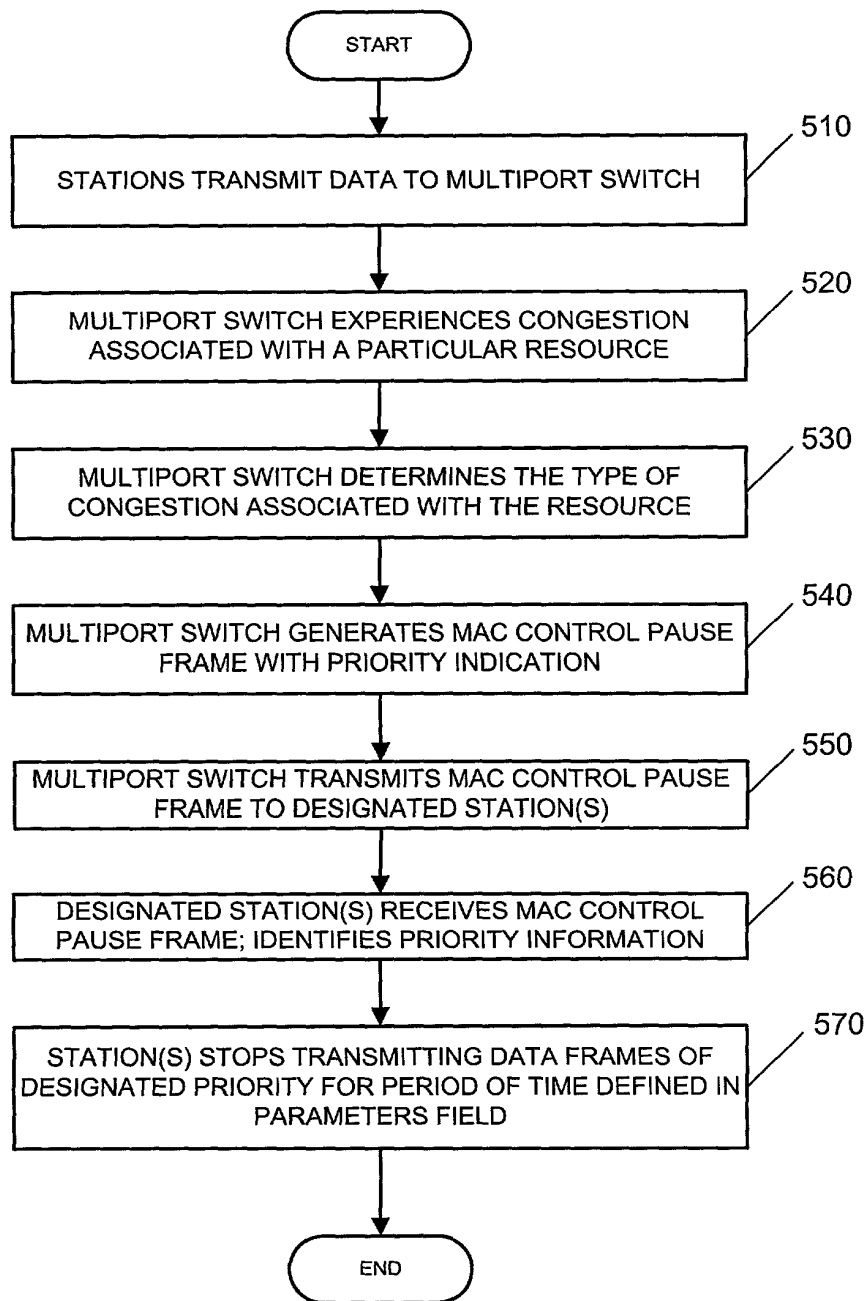 START
510
STATIONS TRANSMIT DATA TO MULTIPORT SWITCH
520
MULTIPORT SWITCH EXPERIENCES CONGESTION
ASSOCIATED WITH A PARTICULAR RESOURCE
530
MULTIPORT SWITCH DETERMINES THE TYPE OF
CONGESTION ASSOCIATED WITH THE RESOURCE
540
MULTIPORT SWITCH GENERATES MAC CONTROL PAUSE
FRAME WITH PRIORITY INDICATION
550
MULTIPORT SWITCH TRANSMITS MAC CONTROL PAUSE
FRAME TO DESIGNATED STATION(S)
560
DESIGNATED STATION(S) RECEIVES MAC CONTROL
PAUSE FRAME; IDENTIFIES PRIORITY INFORMATION
570
STATION(S) STOPS TRANSMITTING DATA FRAMES OF
DESIGNATED PRIORITY FOR PERIOD OF TIME DEFINED IN
PARAMETERS FIELD
END